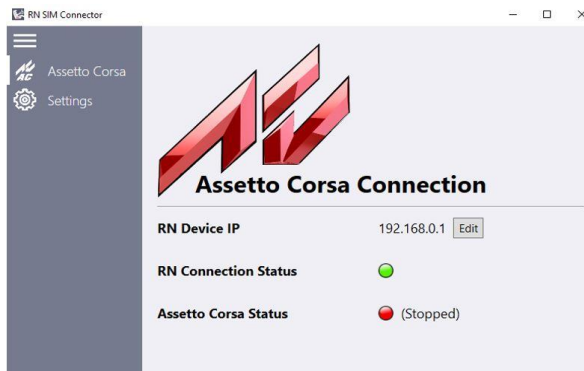 RN SIM Connector
Assetto Corsa
Settings
AC
Assetto Corsa Connection
RN Device IP 192.168.0.1 Edit
RN Connection Status
Assetto Corsa Status (Stopped)